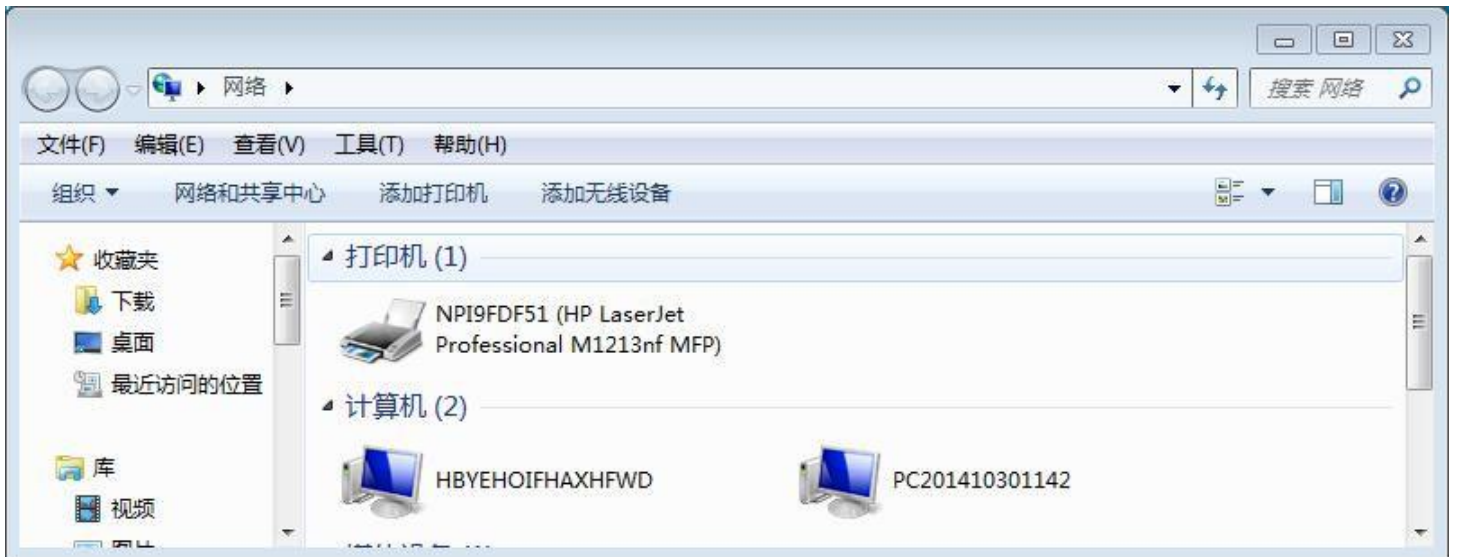 网络
搜索 网络
文件(F) 编辑(E) 查看(V) 工具(T) 帮助(H)
组织 网络和共享中心 添加打印机 添加无线设备
收藏夹
下载
桌面
最近访问的位置
库
视频
图片
打印机 (1)
NPI9FDF51 (HP LaserJet
Professional M1213nf MFP)
计算机 (2)
HBYEHOIFHAXHFWD
PC201410301142